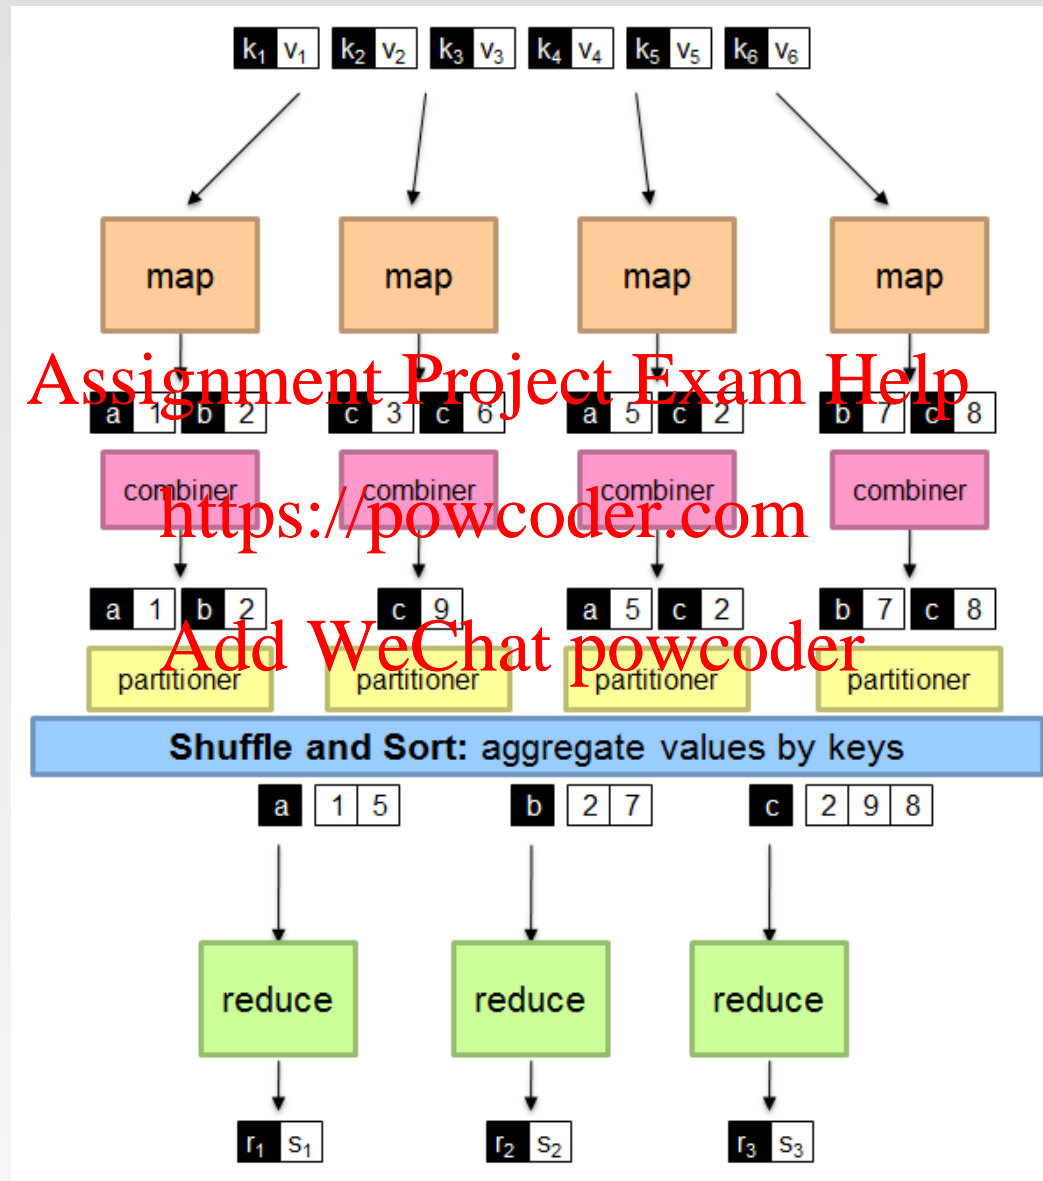 k₁ v₁ k₂ v₂ k₃ v₃ k₄ v₄ k₅ v₅ k₆ v₆
map map map map
Assignment Project Exam Help
a 1 b 2 c 3 c 6 a 5 c 2 b 7 c 8
combiner combiner combiner combiner
https://powcoder.com
a 1 b 2 c 9 a 5 c 2 b 7 c 8
Add WeChat powcoder
partitioner partitioner partitioner partitioner
Shuffle and Sort: aggregate values by keys
a 1 5 b 2 7 c 2 9 8
reduce reduce reduce
r₁ s₁ r₂ s₂ r₃ s₃